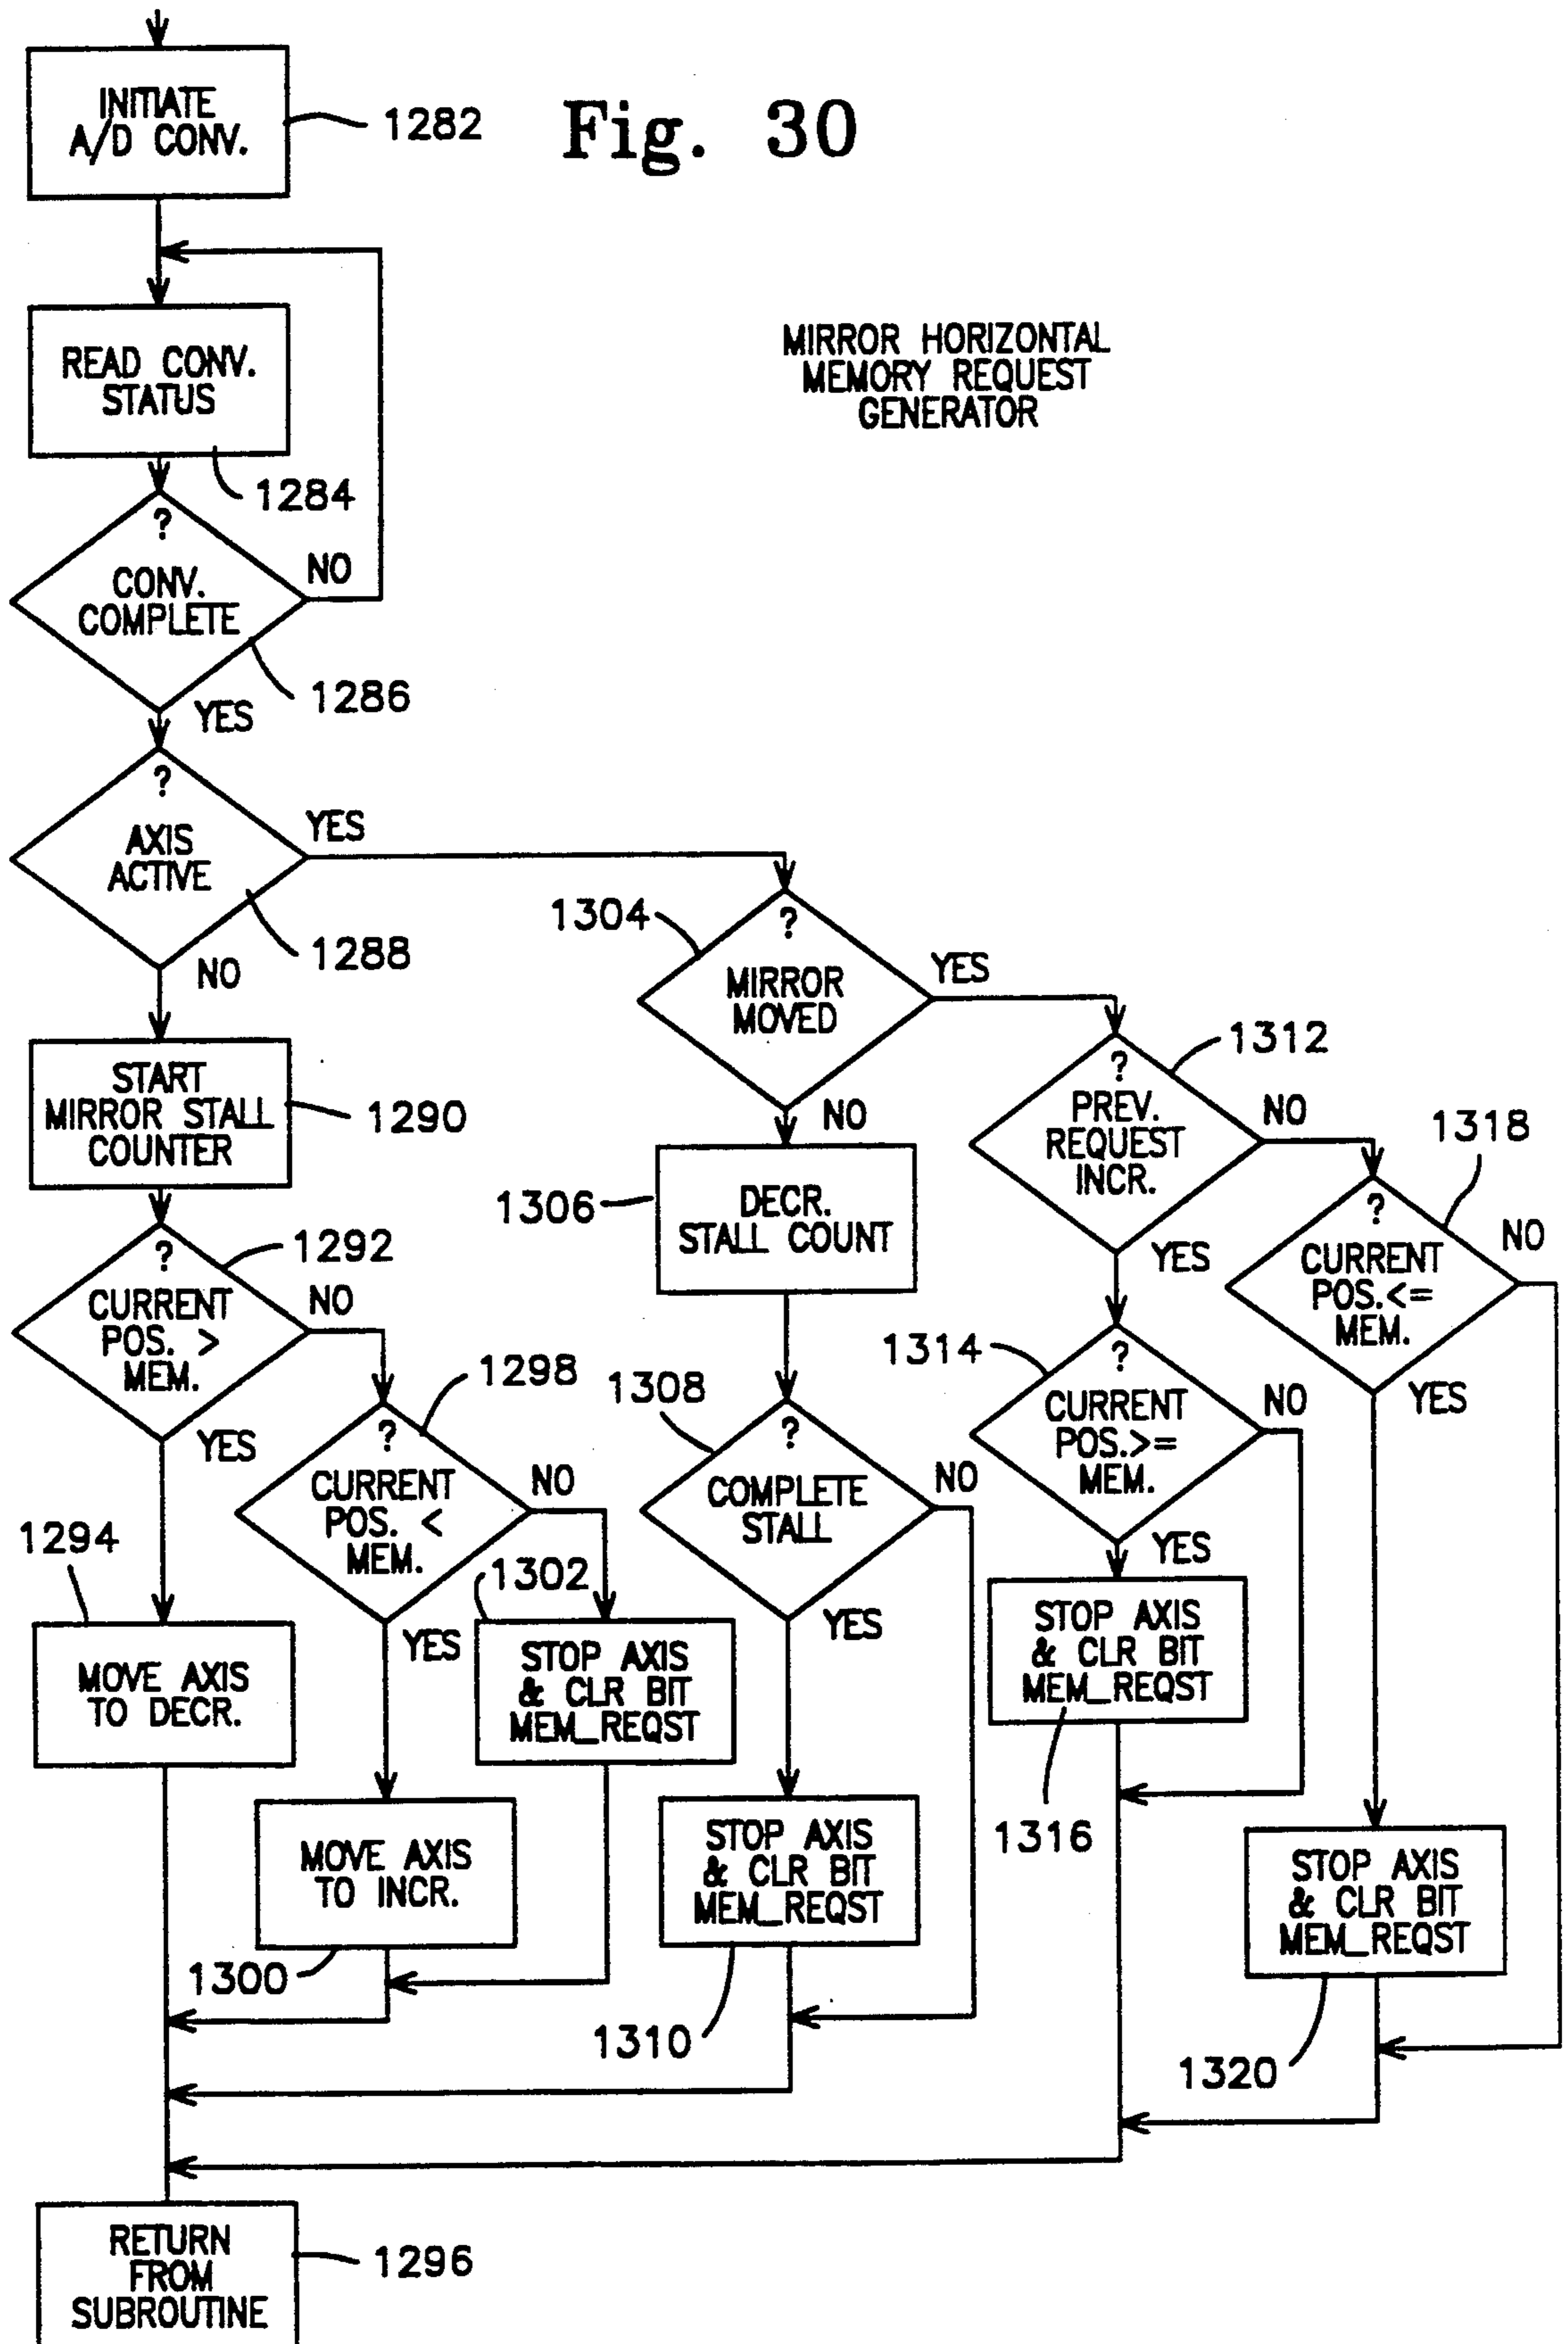 INITIATE
A/D CONV.
1282
Fig. 30
READ CONV.
STATUS
1284
MIRROR HORIZONTAL
MEMORY REQUEST
GENERATOR
?
CONV.
COMPLETE
NO
1286
YES
?
AXIS
ACTIVE
YES
1288
NO
1304
?
MIRROR
MOVED
YES
NO
START
MIRROR STALL
COUNTER
1290
1306
DECR.
STALL COUNT
1312
?
PREV.
REQUEST
INCR.
NO
YES
1318
?
CURRENT
POS.<=
MEM.
NO
YES
1292
?
CURRENT
POS. >
MEM.
NO
YES
1298
?
CURRENT
POS. <
MEM.
NO
YES
1308
?
COMPLETE
STALL
NO
YES
1314
?
CURRENT
POS.>=
MEM.
NO
YES
1294
MOVE AXIS
TO DECR.
1302
STOP AXIS
& CLR BIT
MEM_REQST
STOP AXIS
& CLR BIT
MEM_REQST
1316
MOVE AXIS
TO INCR.
1300
STOP AXIS
& CLR BIT
MEM_REQST
1310
STOP AXIS
& CLR BIT
MEM_REQST
1320
RETURN
FROM
SUBROUTINE
1296